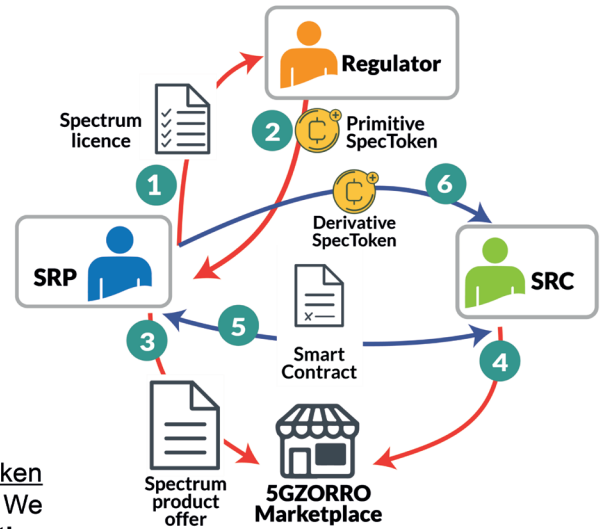 Regulator
Spectrum
licence
2
Primitive
SpecToken
1
6
Derivative
SpecToken
SRP
SRC
5
3
Smart
Contract
4
Spectrum
product
offer
5GZORRO
Marketplace
ken
We